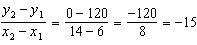 (y₂ - y₁)/(x₂ - x₁) = (0 - 120)/(14 - 6) = (-120)/8 = -15